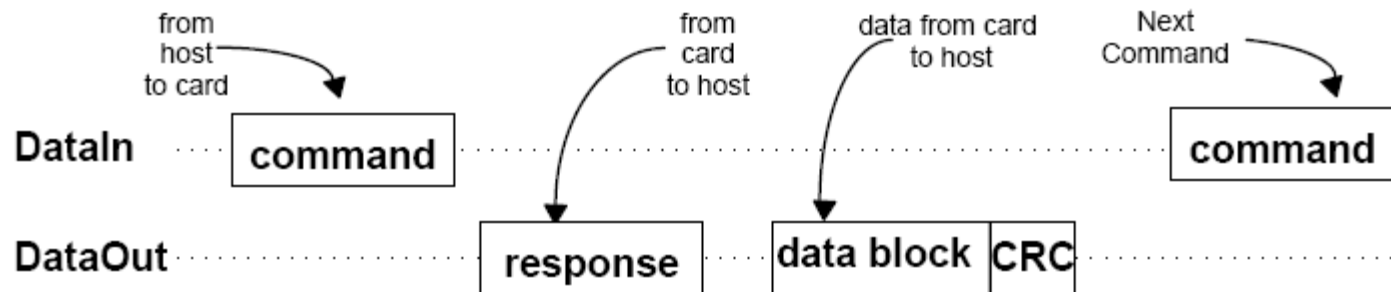 from
host
to card
from
card
to host
data from card
to host
Next
Command
DataIn
command
command
DataOut
response
data block
CRC